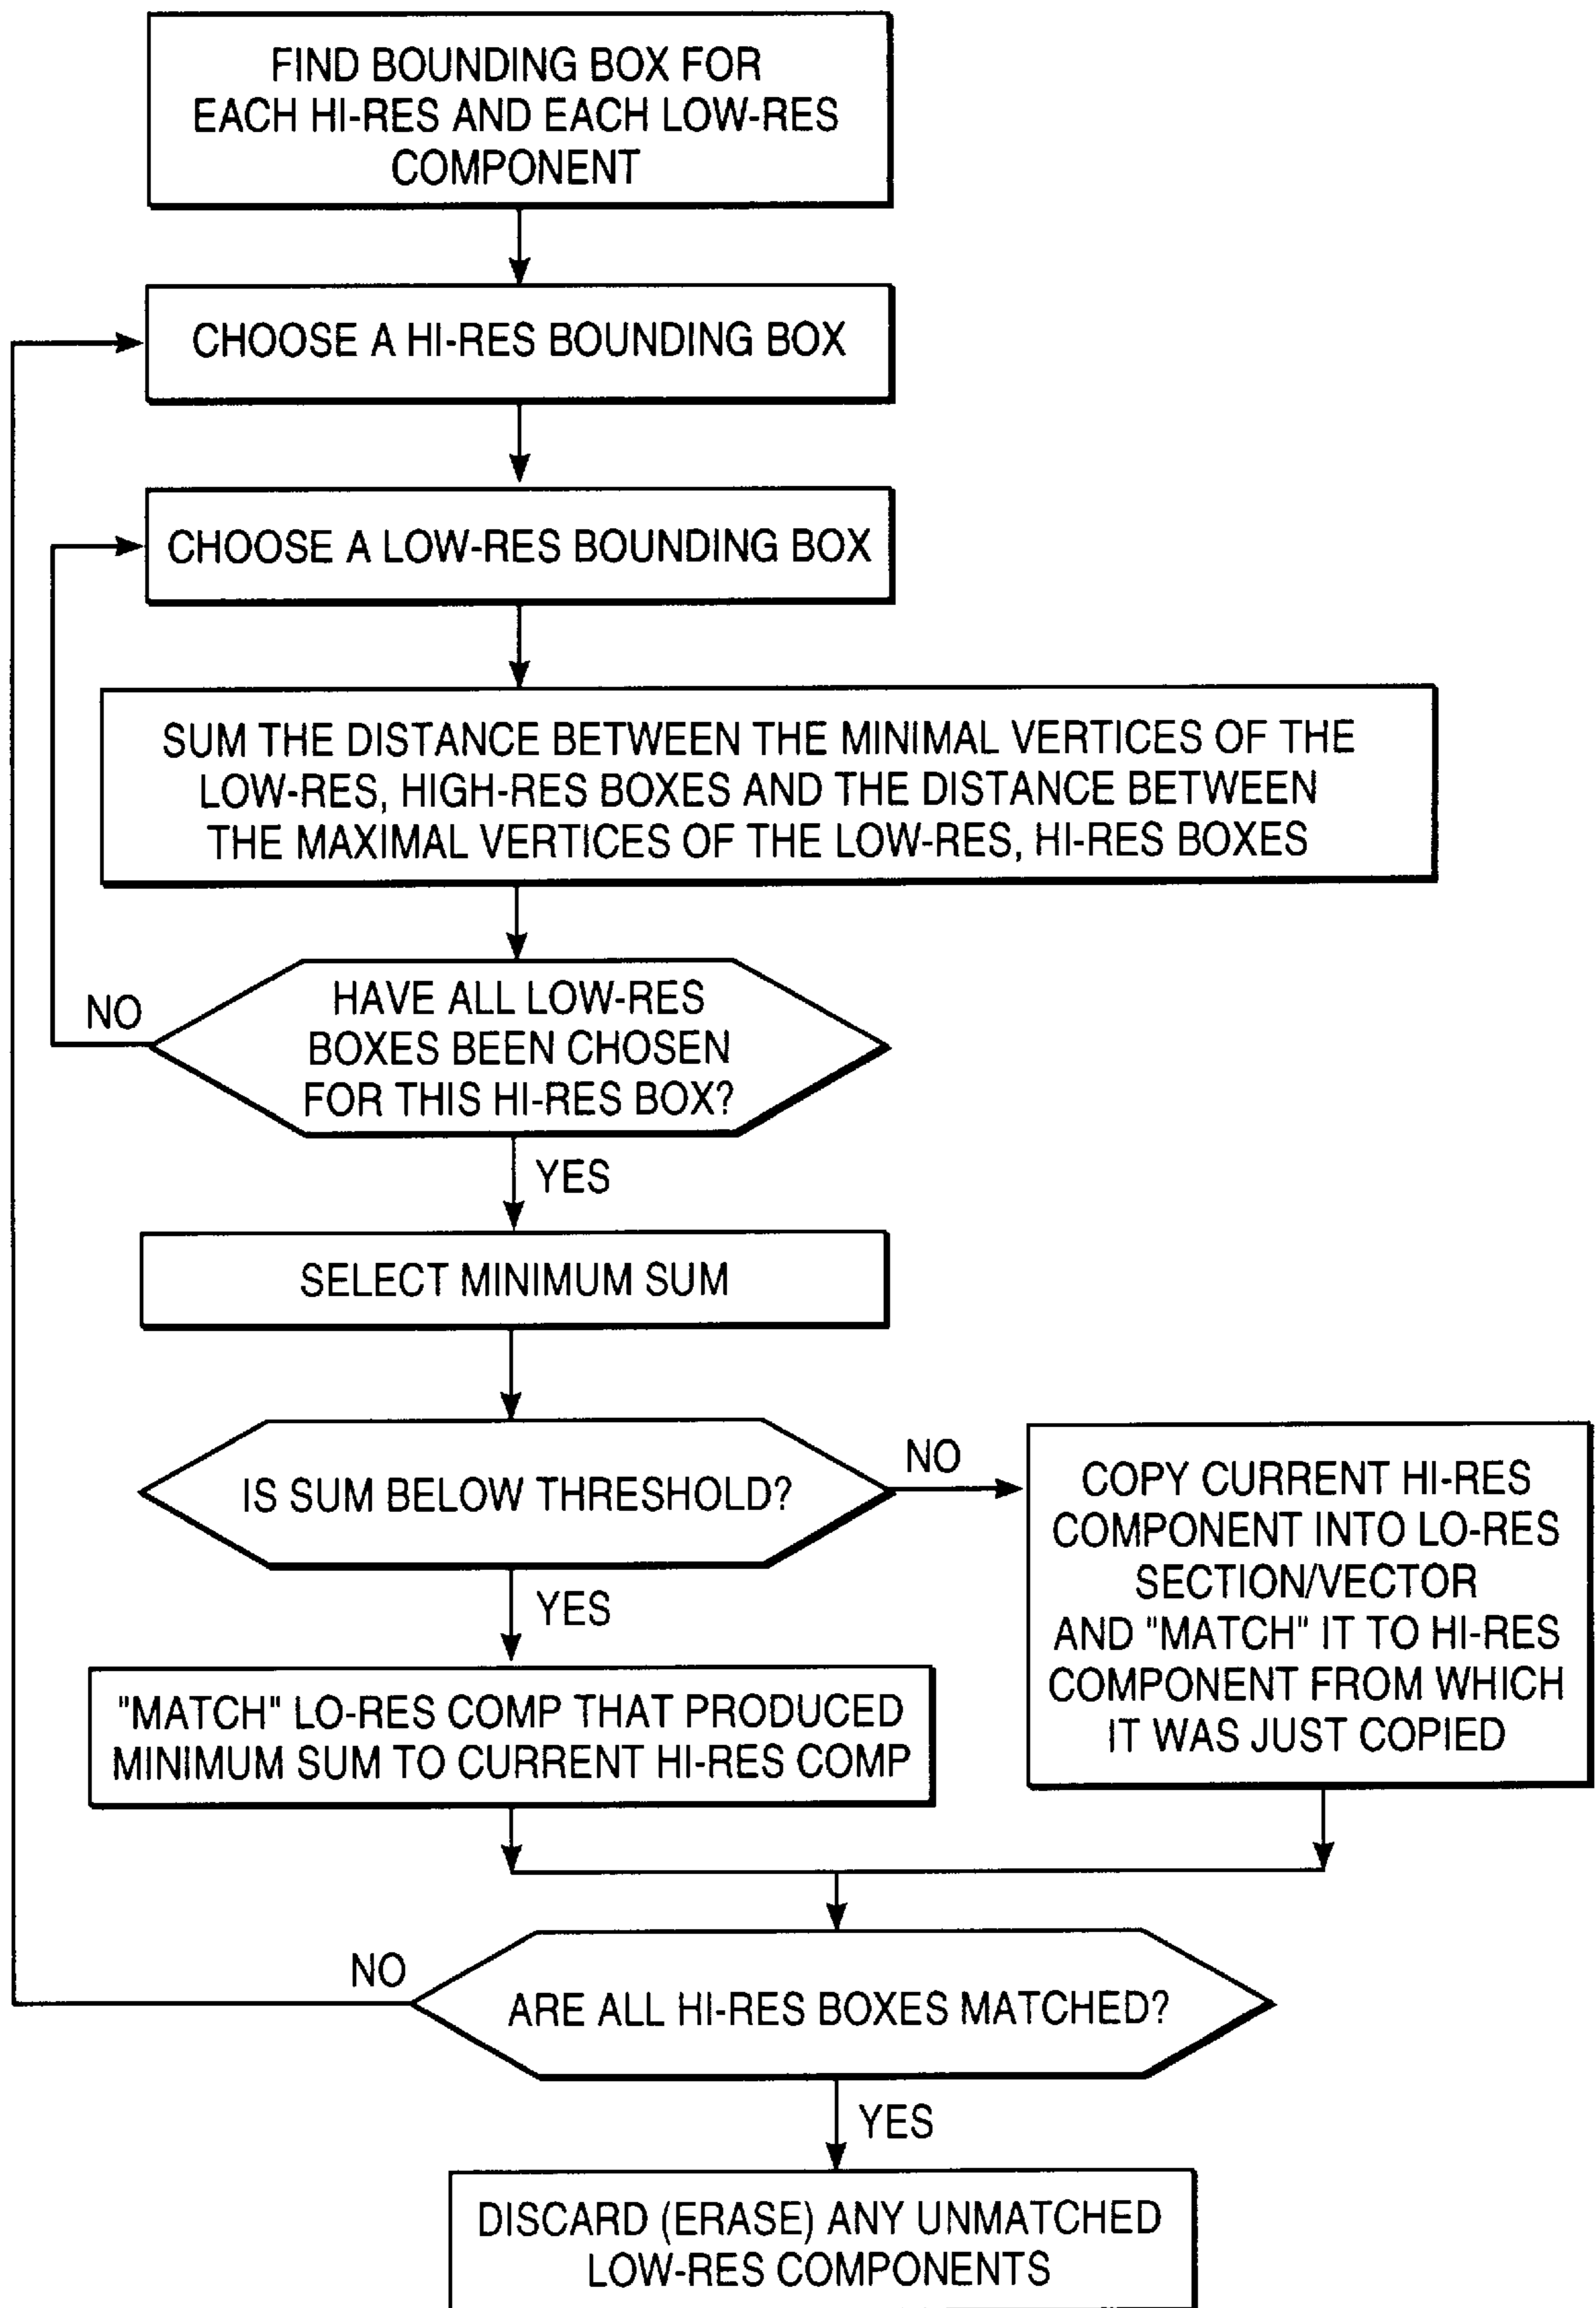 FIND BOUNDING BOX FOR
EACH HI-RES AND EACH LOW-RES
COMPONENT
CHOOSE A HI-RES BOUNDING BOX
CHOOSE A LOW-RES BOUNDING BOX
SUM THE DISTANCE BETWEEN THE MINIMAL VERTICES OF THE
LOW-RES, HIGH-RES BOXES AND THE DISTANCE BETWEEN
THE MAXIMAL VERTICES OF THE LOW-RES, HI-RES BOXES
NO
HAVE ALL LOW-RES
BOXES BEEN CHOSEN
FOR THIS HI-RES BOX?
YES
SELECT MINIMUM SUM
IS SUM BELOW THRESHOLD?
NO
COPY CURRENT HI-RES
COMPONENT INTO LO-RES
SECTION/VECTOR
AND "MATCH" IT TO HI-RES
COMPONENT FROM WHICH
IT WAS JUST COPIED
YES
"MATCH" LO-RES COMP THAT PRODUCED
MINIMUM SUM TO CURRENT HI-RES COMP
NO
ARE ALL HI-RES BOXES MATCHED?
YES
DISCARD (ERASE) ANY UNMATCHED
LOW-RES COMPONENTS